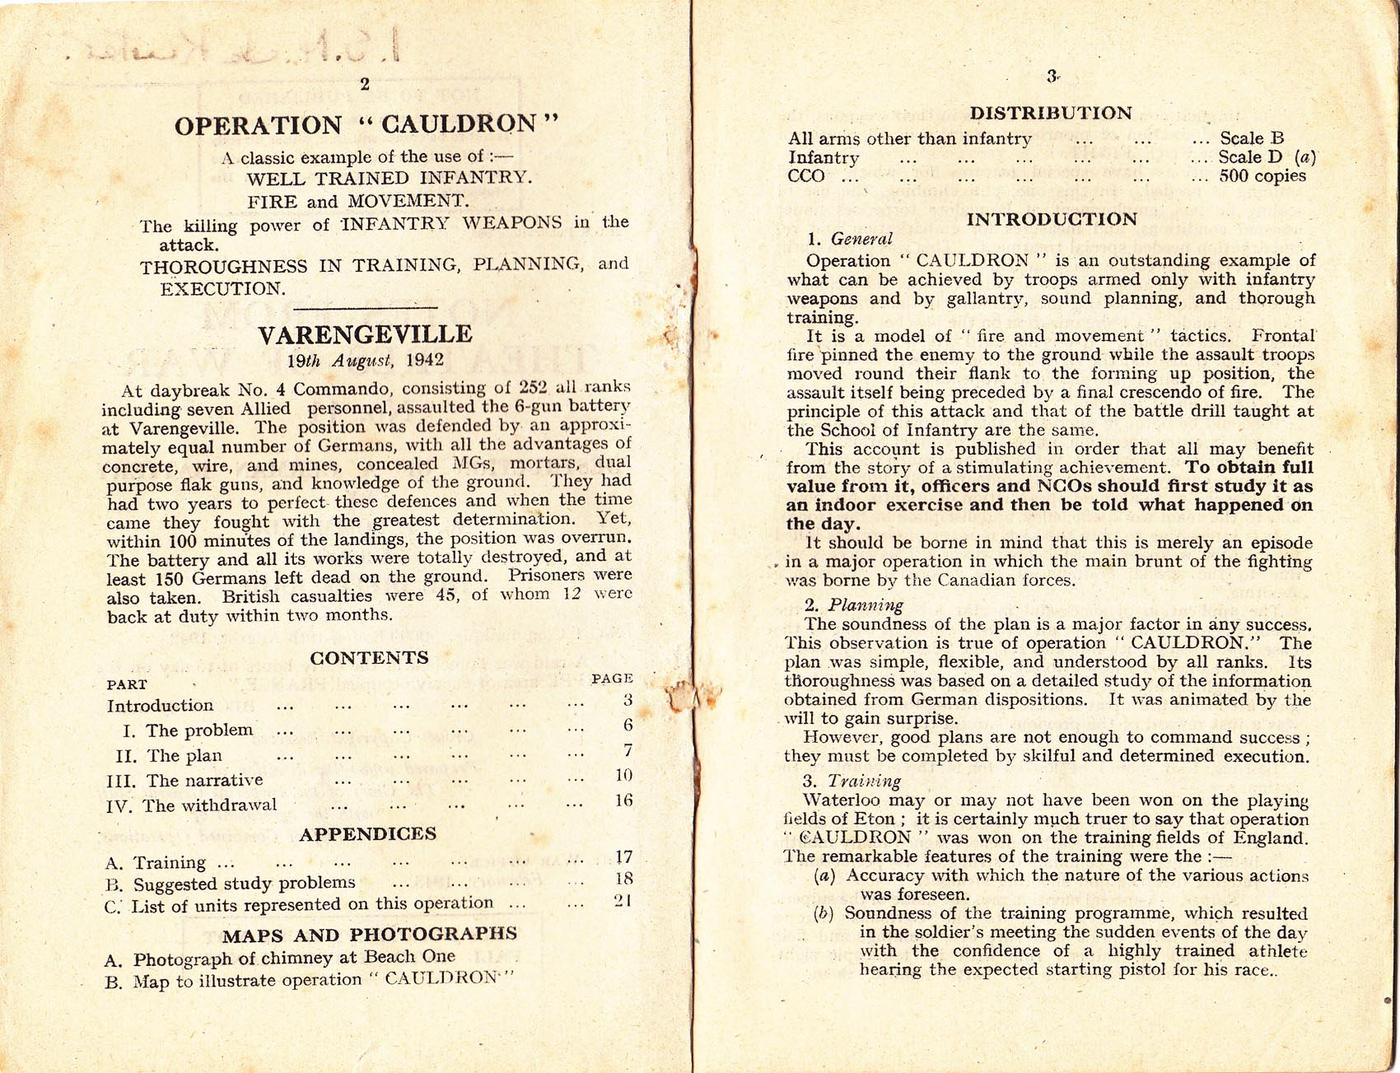 2
OPERATION “ CAULDRON ”
A classic example of the use of :—
WELL TRAINED INFANTRY.
FIRE and MOVEMENT.
The killing power of INFANTRY WEAPONS in the
attack.
THOROUGHNESS IN TRAINING, PLANNING, and
EXECUTION.
VARENGEVILLE
19th August, 1942
At daybreak No. 4 Commando, consisting of 252 all ranks
including seven Allied personnel, assaulted the 6-gun battery
at Varengeville. The position was defended by an approxi-
mately equal number of Germans, with all the advantages of
concrete, wire, and mines, concealed MGs, mortars, dual
purpose flak guns, and knowledge of the ground. They had
had two years to perfect these defences and when the time
came they fought with the greatest determination. Yet,
within 100 minutes of the landings, the position was overrun.
The battery and all its works were totally destroyed, and at
least 150 Germans left dead on the ground. Prisoners were
also taken. British casualties were 45, of whom 12 were
back at duty within two months.
CONTENTS
PART PAGE
Introduction ... ... ... ... ... ... 3
I. The problem ... ... ... ... ... ... 6
II. The plan ... ... ... ... ... ... 7
III. The narrative ... ... ... ... ... 10
IV. The withdrawal ... ... ... ... ... 16
APPENDICES
A. Training ... ... ... ... ... ... ... 17
B. Suggested study problems ... ... ... ... 18
C. List of units represented on this operation ... ... 21
MAPS AND PHOTOGRAPHS
A. Photograph of chimney at Beach One
B. Map to illustrate operation “ CAULDRON ”
3
DISTRIBUTION
All arms other than infantry ... ... ... Scale B
Infantry ... ... ... ... ... ... Scale D (a)
CCO ... ... ... ... ... ... ... 500 copies
INTRODUCTION
1. General
Operation “ CAULDRON ” is an outstanding example of
what can be achieved by troops armed only with infantry
weapons and by gallantry, sound planning, and thorough
training.
It is a model of “ fire and movement ” tactics. Frontal
fire pinned the enemy to the ground while the assault troops
moved round their flank to the forming up position, the
assault itself being preceded by a final crescendo of fire. The
principle of this attack and that of the battle drill taught at
the School of Infantry are the same.
This account is published in order that all may benefit
from the story of a stimulating achievement. To obtain full
value from it, officers and NCOs should first study it as
an indoor exercise and then be told what happened on
the day.
It should be borne in mind that this is merely an episode
in a major operation in which the main brunt of the fighting
was borne by the Canadian forces.
2. Planning
The soundness of the plan is a major factor in any success.
This observation is true of operation “ CAULDRON.” The
plan was simple, flexible, and understood by all ranks. Its
thoroughness was based on a detailed study of the information
obtained from German dispositions. It was animated by the
will to gain surprise.
However, good plans are not enough to command success ;
they must be completed by skilful and determined execution.
3. Training
Waterloo may or may not have been won on the playing
fields of Eton ; it is certainly much truer to say that operation
“ CAULDRON ” was won on the training fields of England.
The remarkable features of the training were the :—
(a) Accuracy with which the nature of the various actions
was foreseen.
(b) Soundness of the training programme, which resulted
in the soldier’s meeting the sudden events of the day
with the confidence of a highly trained athlete
hearing the expected starting pistol for his race..